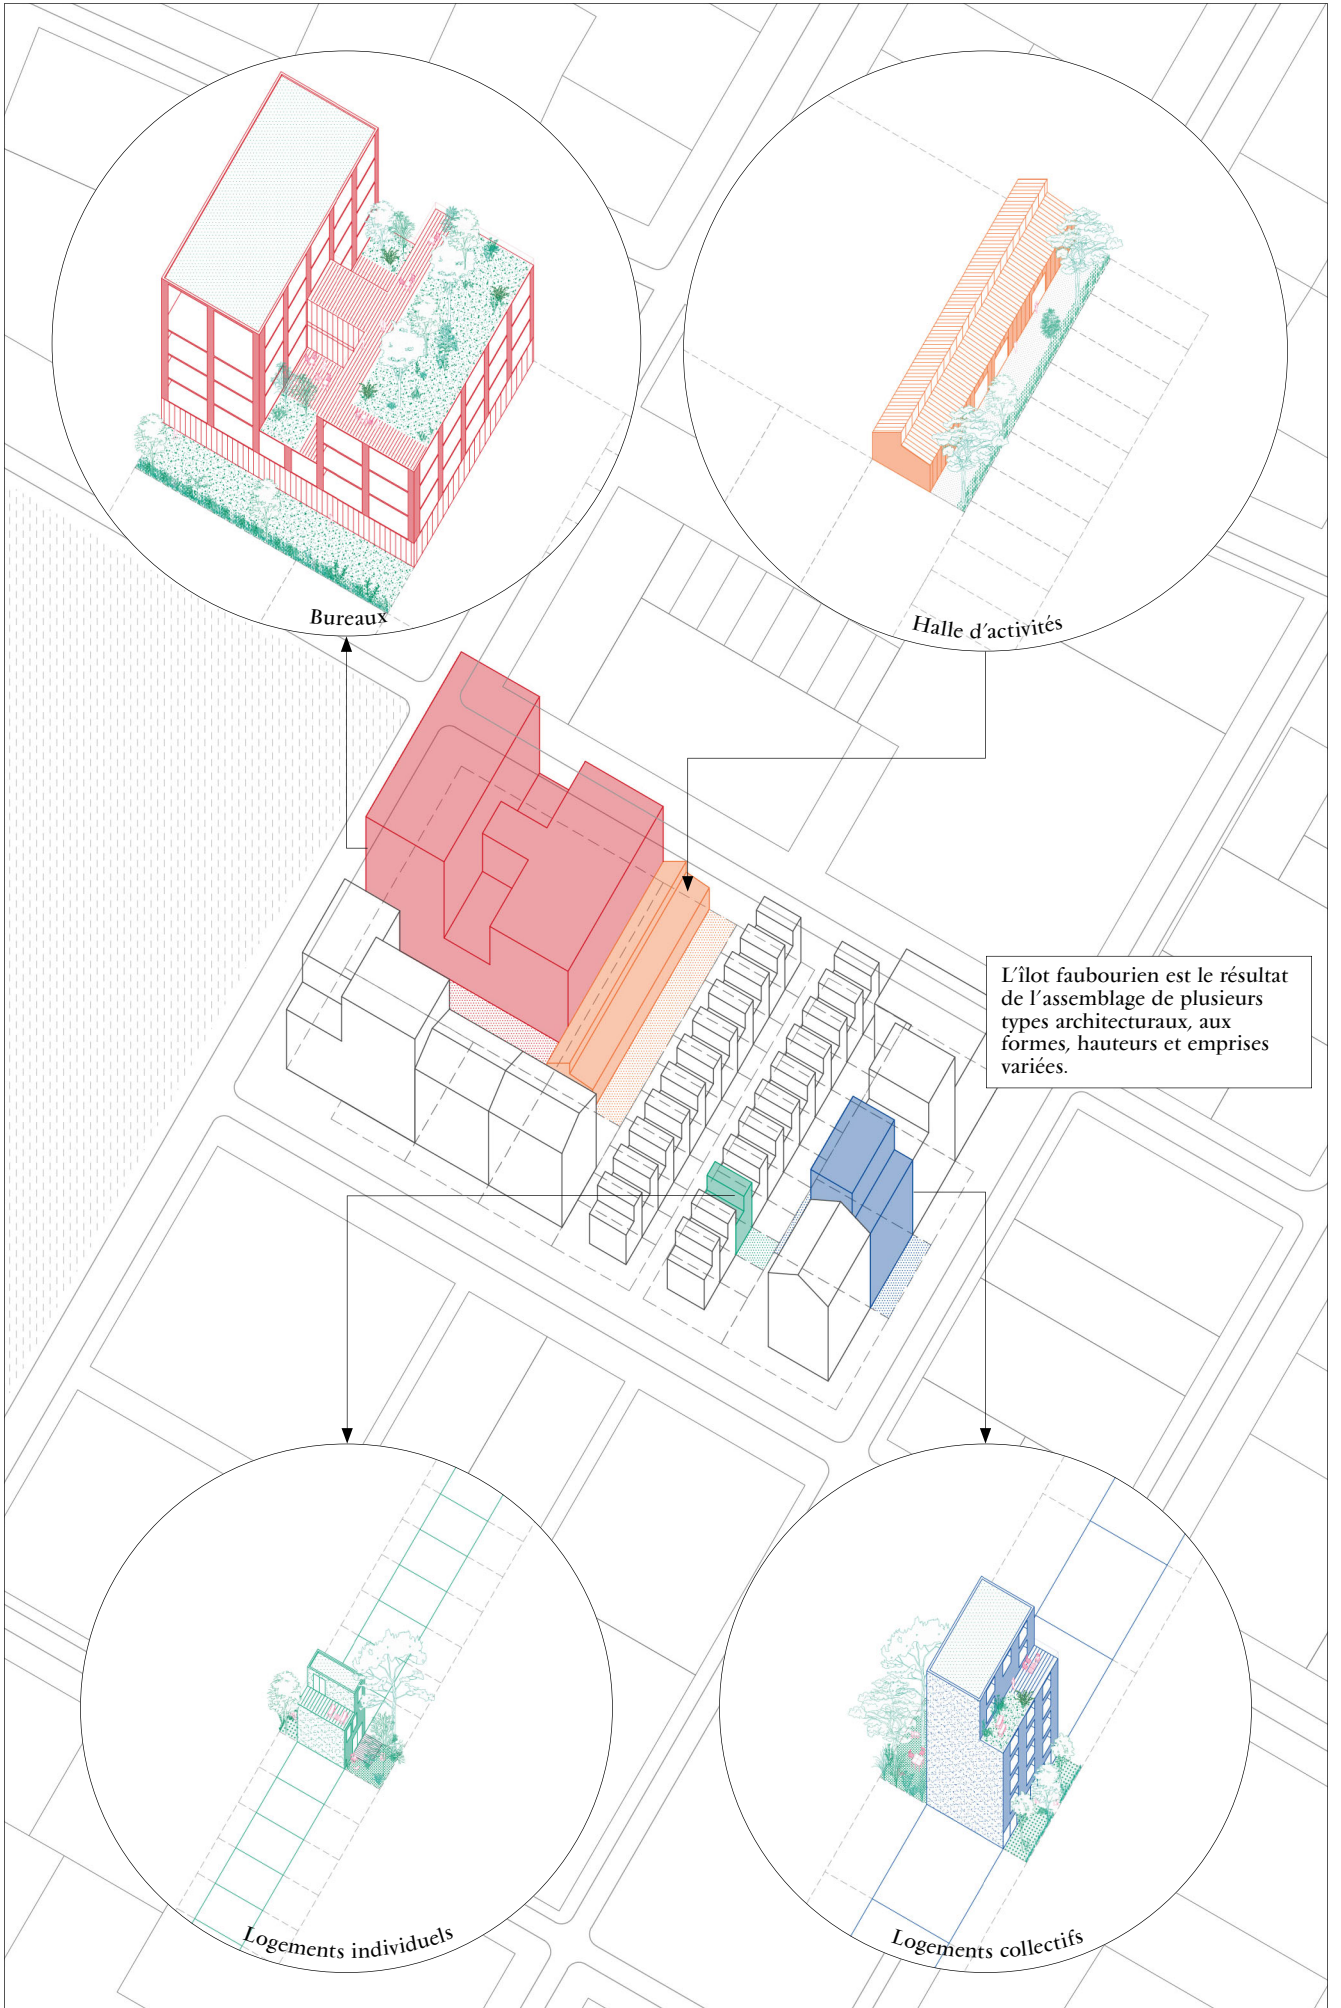 Bureaux
Halle d'activités
L'îlot faubourien est le résultat
de l'assemblage de plusieurs
types architecturaux, aux
formes, hauteurs et emprises
variées.
Logements individuels
Logements collectifs